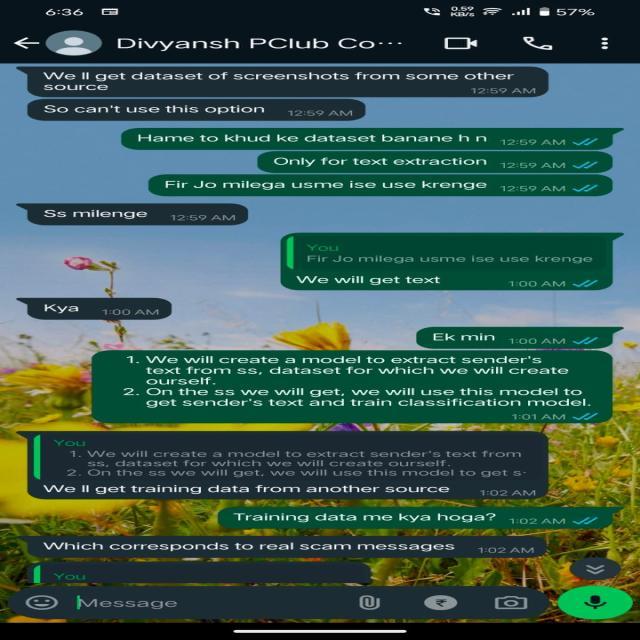 6:36 0.59 KB/s 57%
Divyansh PClub Co...
We ll get dataset of screenshots from some other
source 12:59 AM
So can't use this option 12:59 AM
Hame to khud ke dataset banane h n 12:59 AM
Only for text extraction 12:59 AM
Fir Jo milega usme ise use krenge 12:59 AM
Ss milenge 12:59 AM
You
Fir Jo milega usme ise use krenge
We will get text 1:00 AM
Kya 1:00 AM
Ek min 1:00 AM
1. We will create a model to extract sender's
text from ss, dataset for which we will create
ourself.
2. On the ss we will get, we will use this model to
get sender's text and train classification model.
1:01 AM
You
1. We will create a model to extract sender's text from
ss, dataset for which we will create ourself.
2. On the ss we will get, we will use this model to get s·
We ll get training data from another source 1:02 AM
Training data me kya hoga? 1:02 AM
Which corresponds to real scam messages 1:02 AM
You
Message